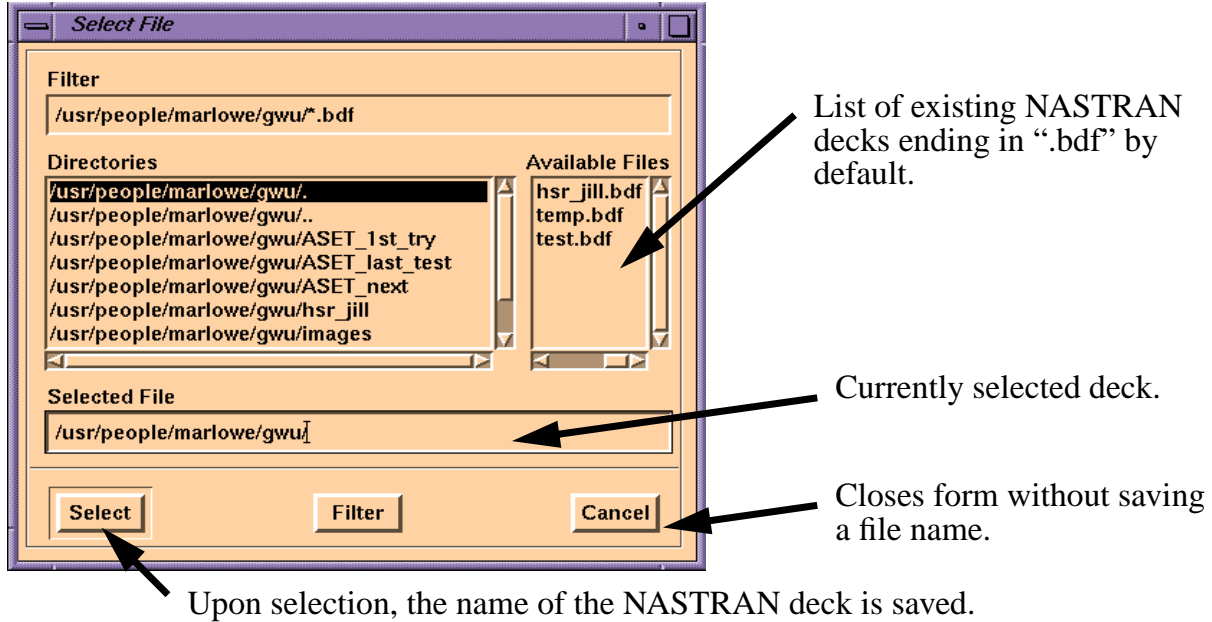 Select File
Filter
/usr/people/marlowe/gwu/*.bdf
Directories
/usr/people/marlowe/gwu/.
/usr/people/marlowe/gwu/..
/usr/people/marlowe/gwu/ASET_1st_try
/usr/people/marlowe/gwu/ASET_last_test
/usr/people/marlowe/gwu/ASET_next
/usr/people/marlowe/gwu/hsr_jill
/usr/people/marlowe/gwu/images
Available Files
hsr_jill.bdf
temp.bdf
test.bdf
Selected File
/usr/people/marlowe/gwu/
Select
Filter
Cancel
List of existing NASTRAN
decks ending in “.bdf” by
default.
Currently selected deck.
Closes form without saving
a file name.
Upon selection, the name of the NASTRAN deck is saved.